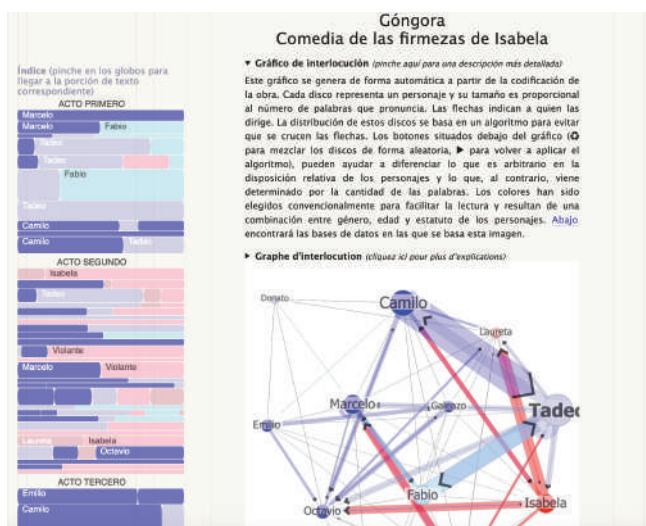 Góngora
Comedia de las firmezas de Isabela
Índice (pinche en los globos para
llegar a la porción de texto
correspondiente)
ACTO PRIMERO
Marcelo
Marcelo Fabio
Tadeo
Tadeo
Fabio
Tadeo
Camilo
Camilo Tadeo
ACTO SEGUNDO
Isabela
Tadeo
Violante
Marcelo Violante
Laureta Isabela
Octavio
ACTO TERCERO
Emilio
Camilo
▼ Gráfico de interlocución (pinche aquí para una descripción más detallada)
Este gráfico se genera de forma automática a partir de la codificación de
la obra. Cada disco representa un personaje y su tamaño es proporcional
al número de palabras que pronuncia. Las flechas indican a quien las
dirige. La distribución de estos discos se basa en un algoritmo para evitar
que se crucen las flechas. Los botones situados debajo del gráfico (♻
para mezclar los discos de forma aleatoria, ▶ para volver a aplicar el
algoritmo), pueden ayudar a diferenciar lo que es arbitrario en la
disposición relativa de los personajes y lo que, al contrario, viene
determinado por la cantidad de las palabras. Los colores han sido
elegidos convencionalmente para facilitar la lectura y resultan de una
combinación entre género, edad y estatuto de los personajes. Abajo
encontrará las bases de datos en las que se basa esta imagen.
▶ Graphe d'interlocution (cliquez ici pour plus d'explications)
Donato
Camilo
Laureta
Marcelo
Galeazo
Tadeo
Emilio
Fabio
Isabela
Octavio